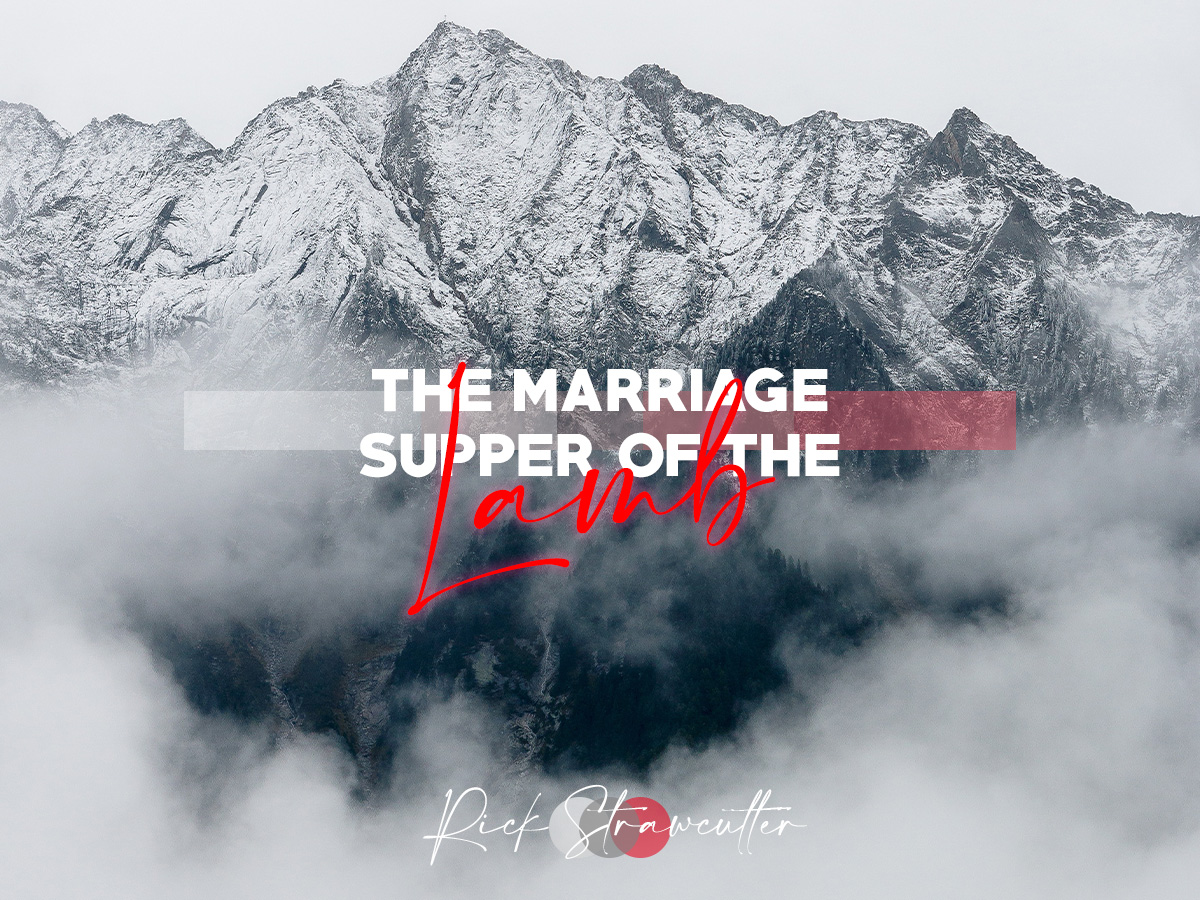 THE MARRIAGE
SUPPER OF THE
Lamb
Rick Strawcutter